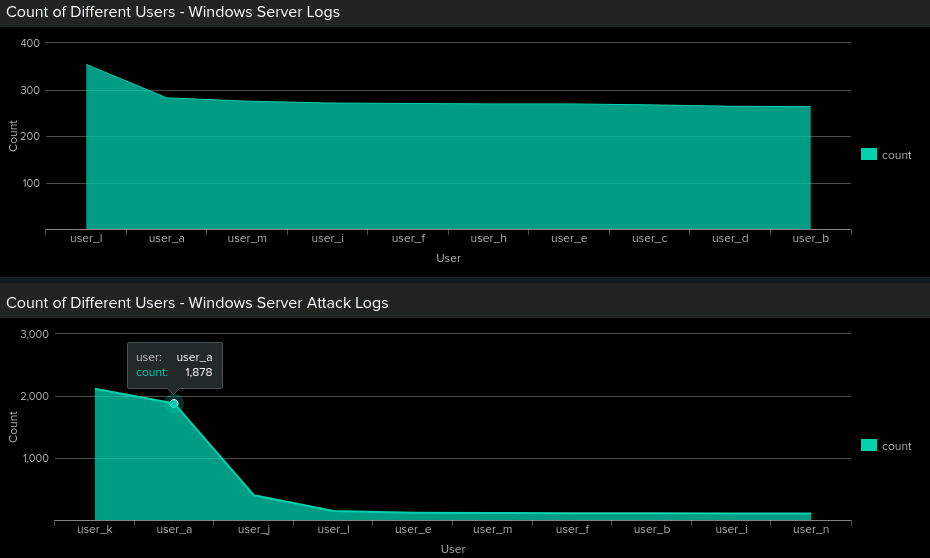 Count of Different Users - Windows Server Logs
400
300
200
100
Count
user_l user_a user_m user_i user_f user_h user_e user_c user_d user_b
User
count
Count of Different Users - Windows Server Attack Logs
3,000
2,000
1,000
Count
user: user_a
count: 1,878
user_k user_a user_j user_l user_e user_m user_f user_b user_i user_n
User
count